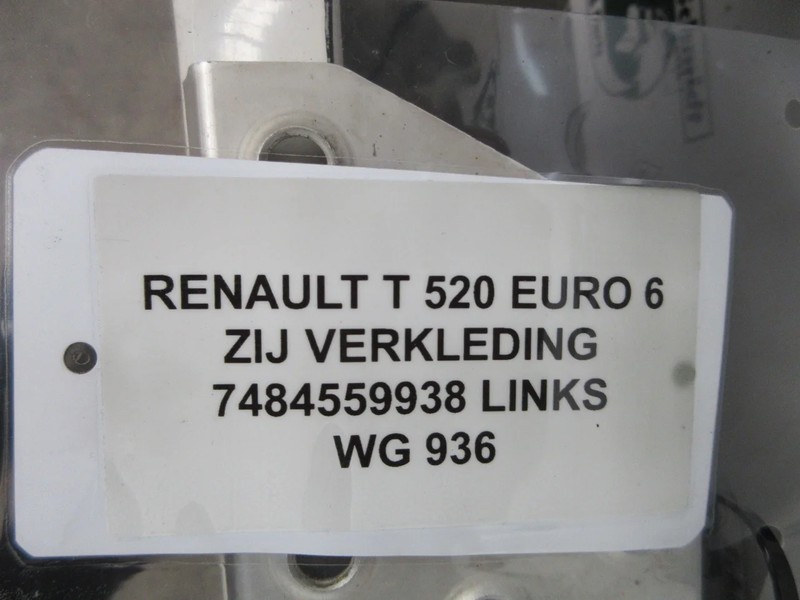 RENAULT T 520 EURO 6
ZIJ VERKLEDING
7484559938 LINKS
WG 936